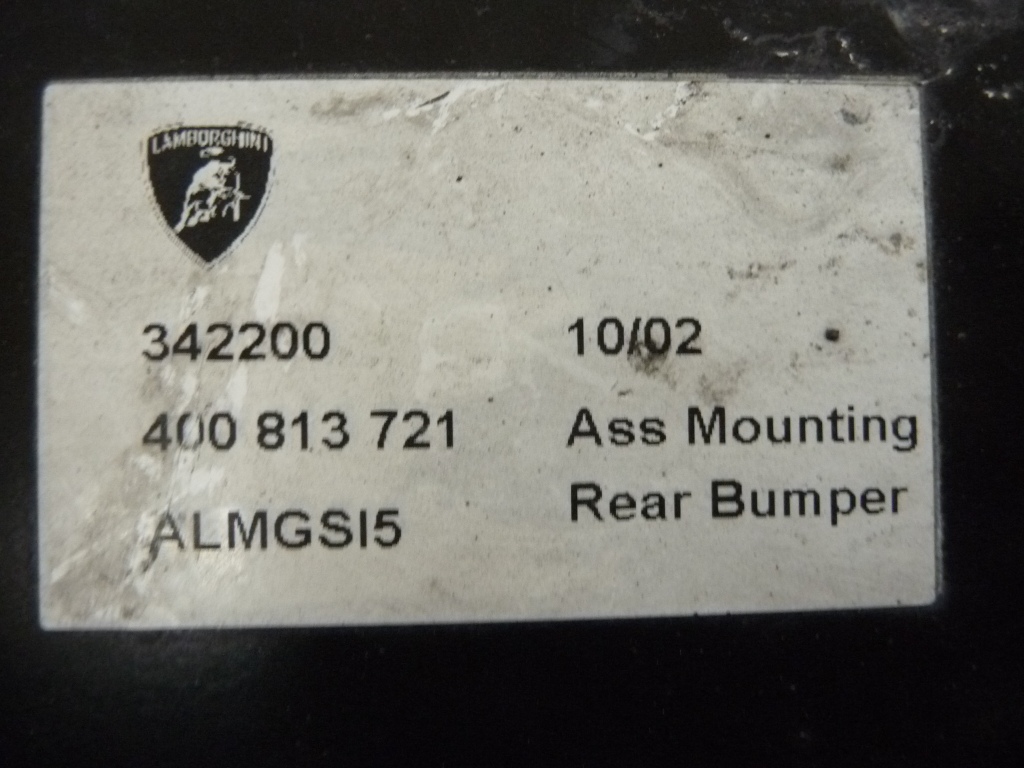 LAMBORGHINI
342200
10/02
400 813 721
Ass Mounting
Rear Bumper
ALMGSI5